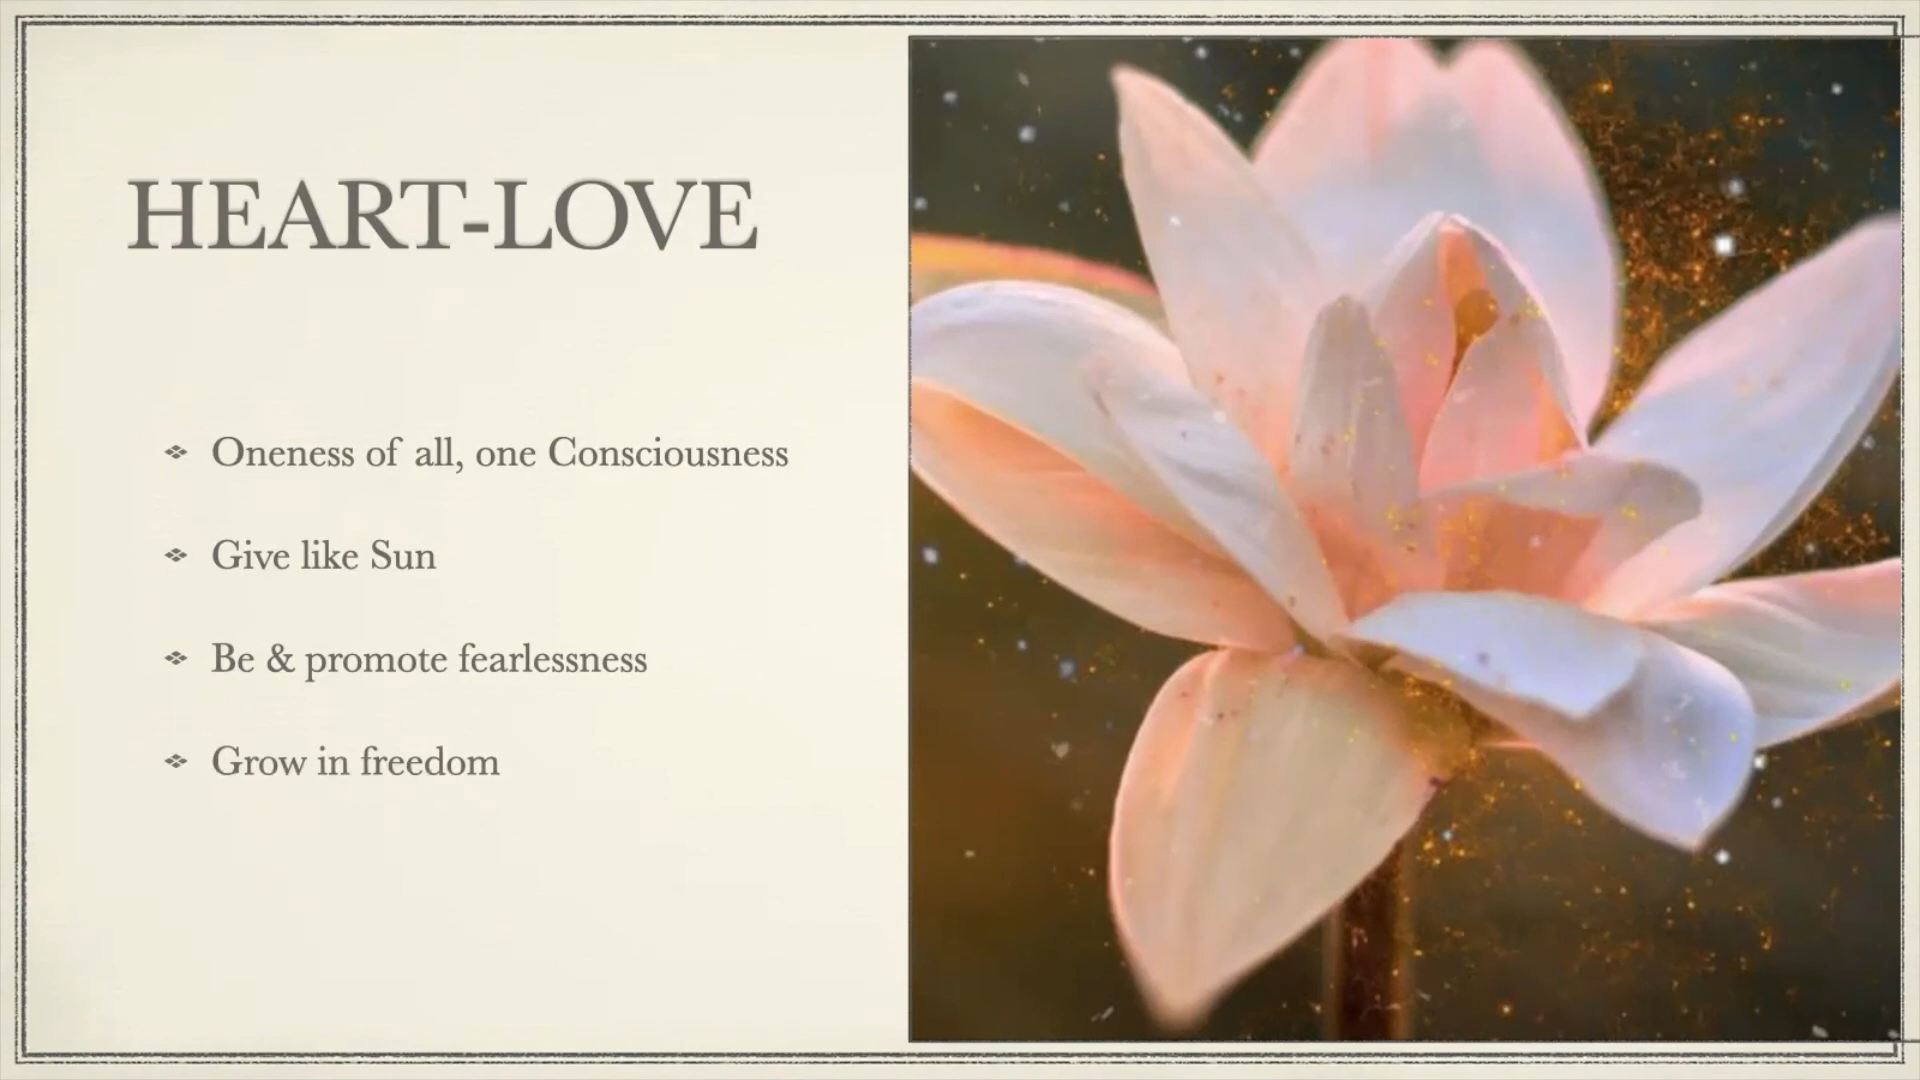 HEART-LOVE
Oneness of all, one Consciousness
Give like Sun
Be & promote fearlessness
Grow in freedom